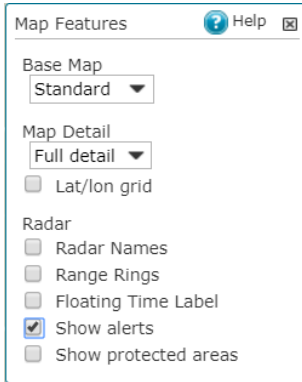 Map Features ? Help
Base Map
Standard
Map Detail
Full detail
Lat/lon grid
Radar
Radar Names
Range Rings
Floating Time Label
Show alerts
Show protected areas